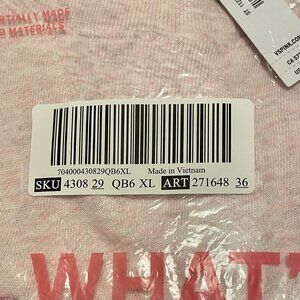 RTIALLY MADE
D MATERIALS
VSPINK.COM
704000430829QB6XL Made in Vietnam
SKU 4308 29 QB6 XL ART 271648 36
WHAT'